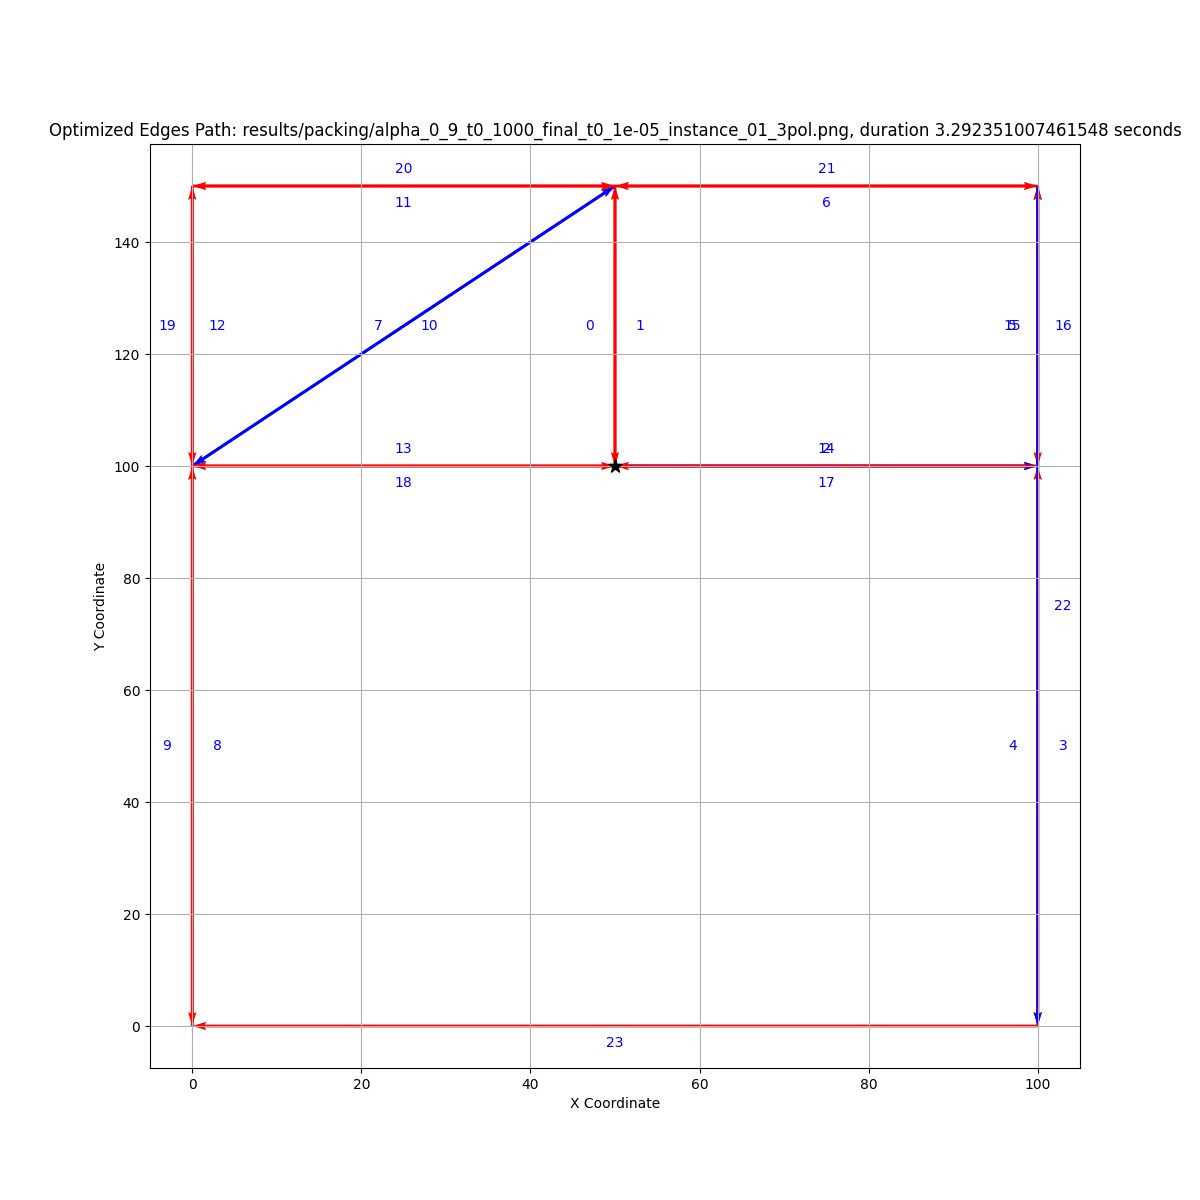 Optimized Edges Path: results/packing/alpha_0_9_t0_1000_final_t0_1e-05_instance_01_3pol.png, duration 3.292351007461548 seconds
20 21
11 6
140
19 12 7 10 0 1 15 16
120
13 14
100
18 17
80
22
60
Y Coordinate
9 8 4 3
40
20
0
23
0 20 40 60 80 100
X Coordinate